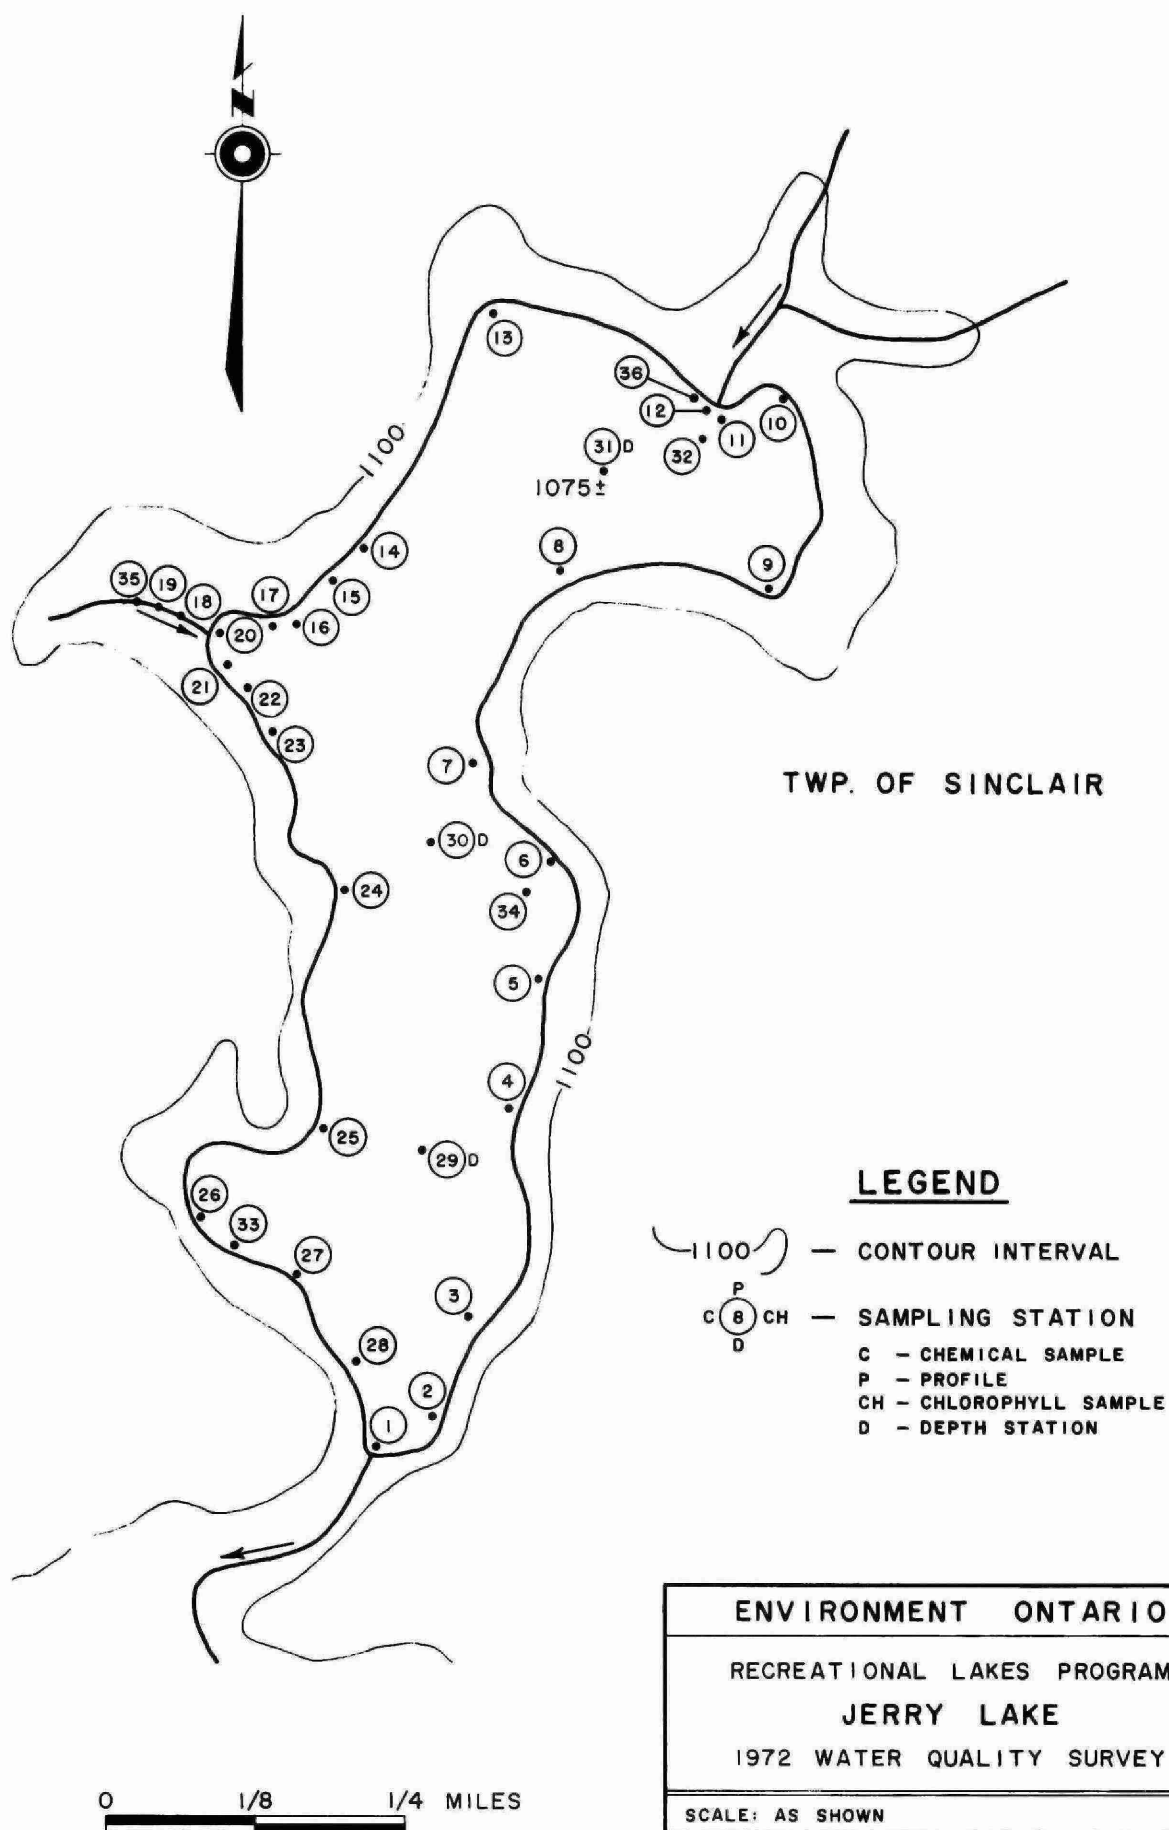 N
13
36
12
11
10
32
31 D
1075±
1100
14
8
9
35
19
18
17
15
16
20
21
22
23
7
TWP. OF SINCLAIR
30 D
6
24
34
5
1100
4
25
29 D
LEGEND
26
33
27
1100 — CONTOUR INTERVAL
P
C 8 CH — SAMPLING STATION
D
C – CHEMICAL SAMPLE
P – PROFILE
CH – CHLOROPHYLL SAMPLE
D – DEPTH STATION
3
28
2
1
ENVIRONMENT ONTARIO
RECREATIONAL LAKES PROGRAM
JERRY LAKE
1972 WATER QUALITY SURVEY
0 1/8 1/4 MILES
SCALE: AS SHOWN